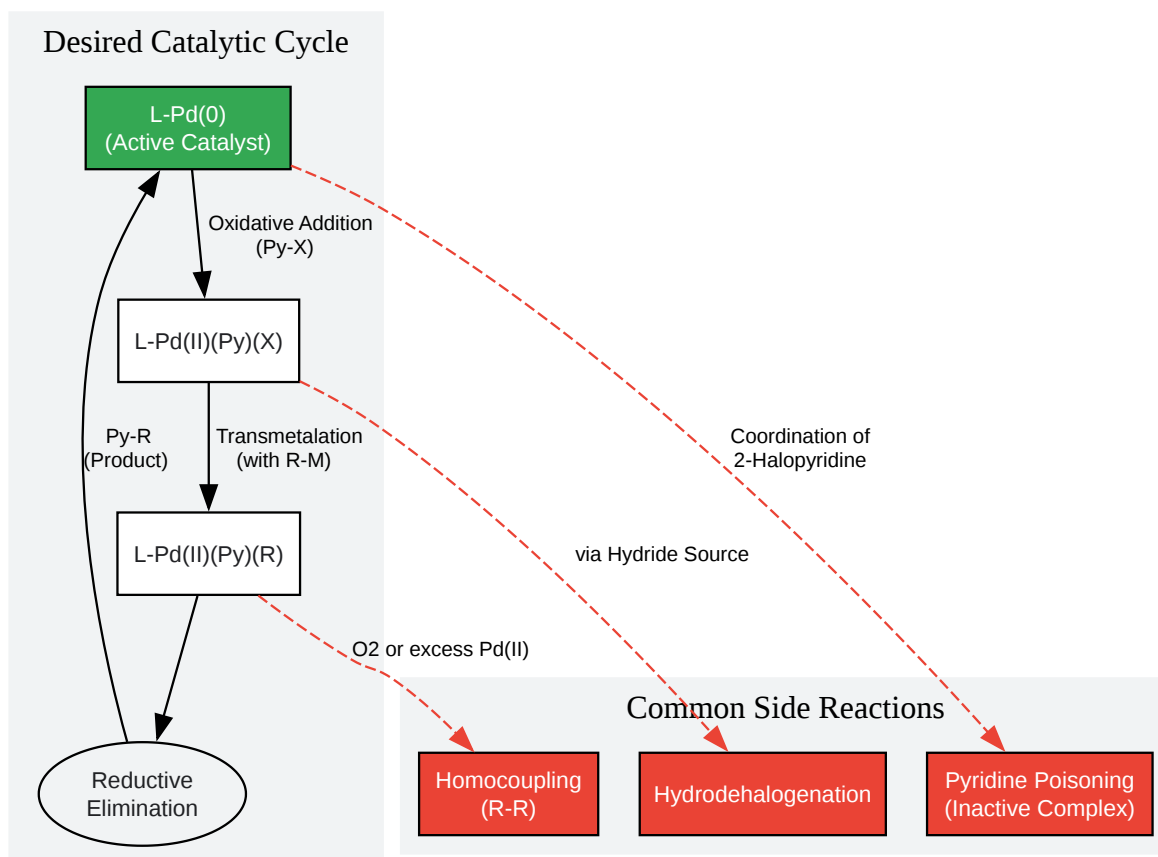 Desired Catalytic Cycle
L-Pd(0)
(Active Catalyst)
Oxidative Addition
(Py-X)
L-Pd(II)(Py)(X)
Py-R
(Product)
Transmetalation
(with R-M)
Coordination of
2-Halopyridine
L-Pd(II)(Py)(R)
via Hydride Source
O2 or excess Pd(II)
Common Side Reactions
Reductive
Elimination
Homocoupling
(R-R)
Hydrodehalogenation
Pyridine Poisoning
(Inactive Complex)